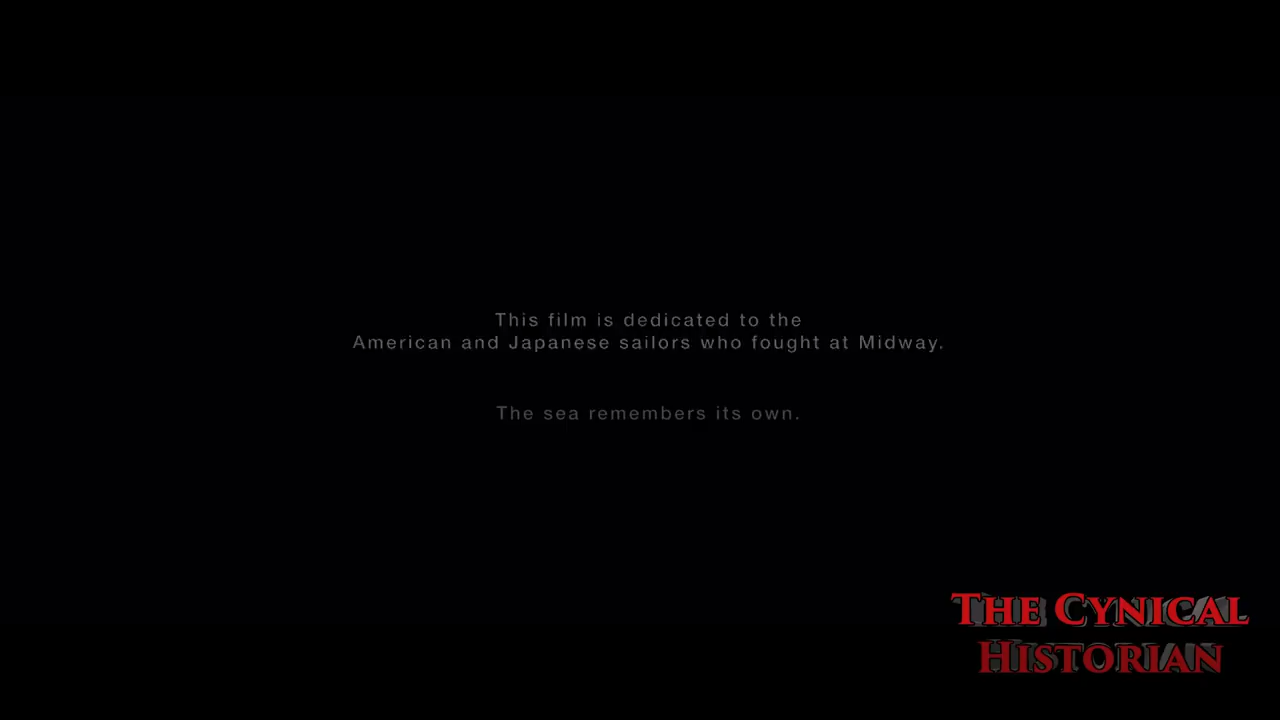 This film is dedicated to the
American and Japanese sailors who fought at Midway.
The sea remembers its own.
THE CYNICAL
HISTORIAN